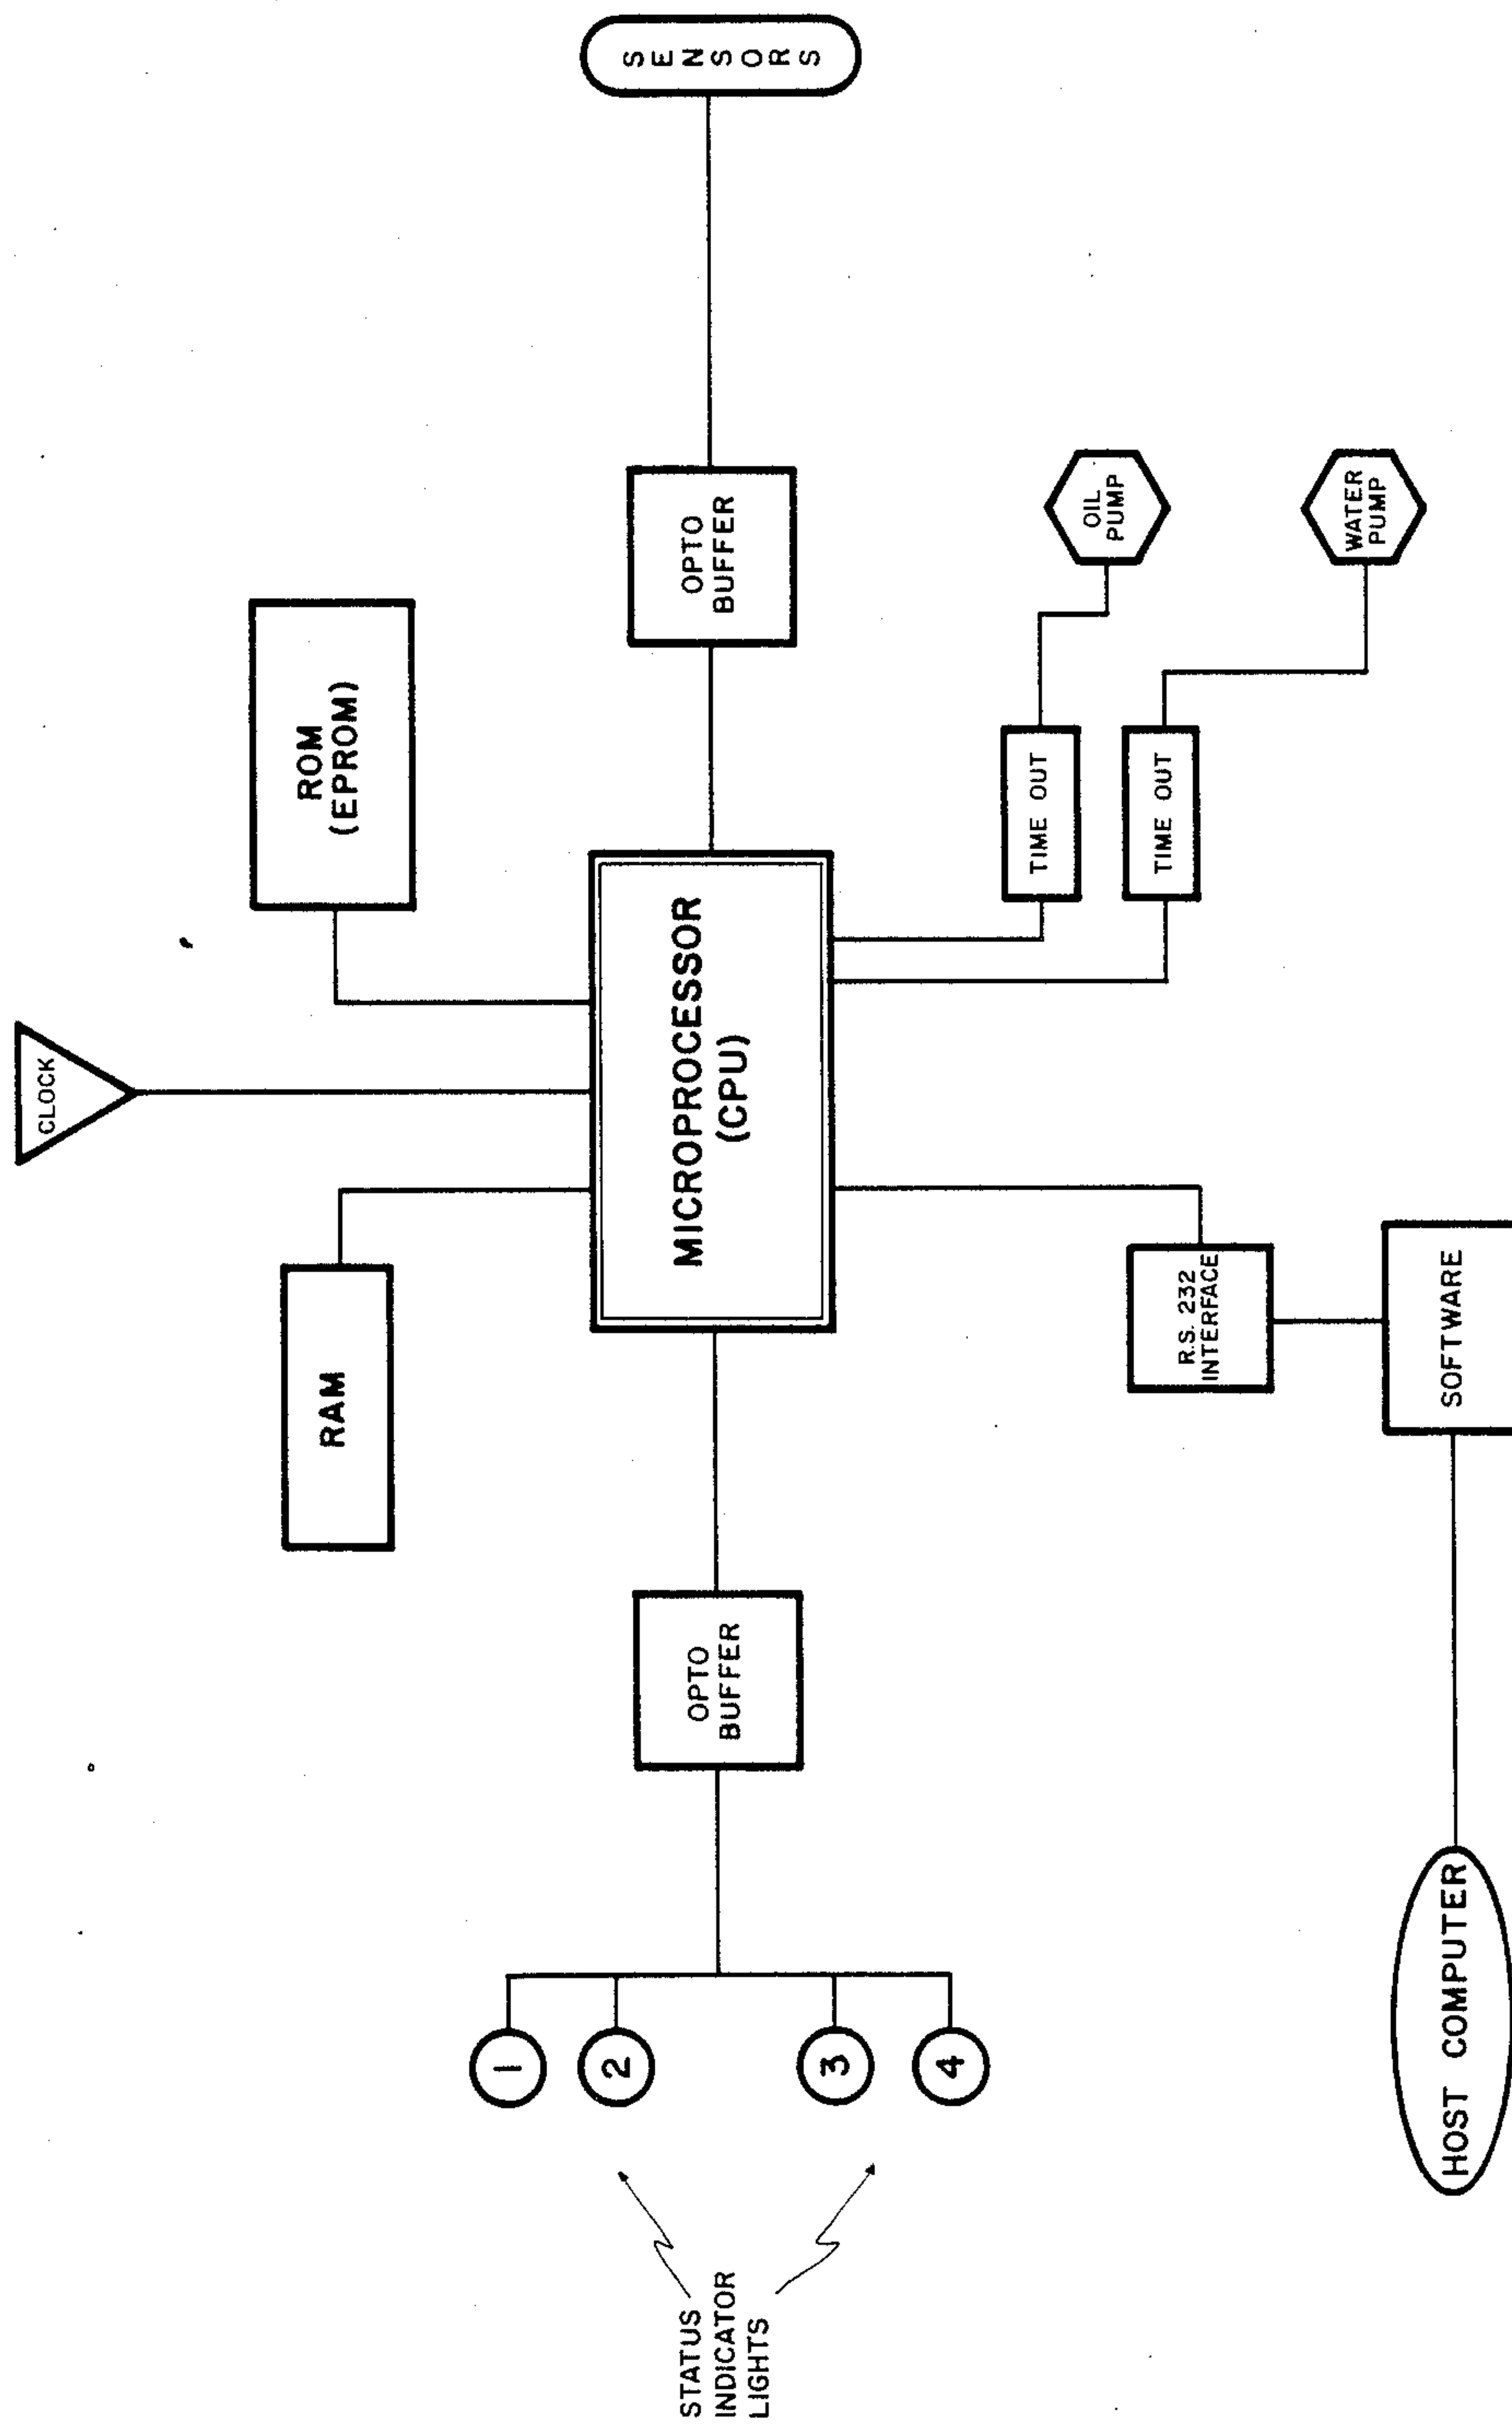 CLOCK
RAM
ROM
(EPROM)
STATUS
INDICATOR
LIGHTS
1
2
3
4
OPTO
BUFFER
MICROPROCESSOR
(CPU)
OPTO
BUFFER
SENSORS
HOST COMPUTER
SOFTWARE
R.S. 232
INTERFACE
TIME OUT
TIME OUT
OIL
PUMP
WATER
PUMP